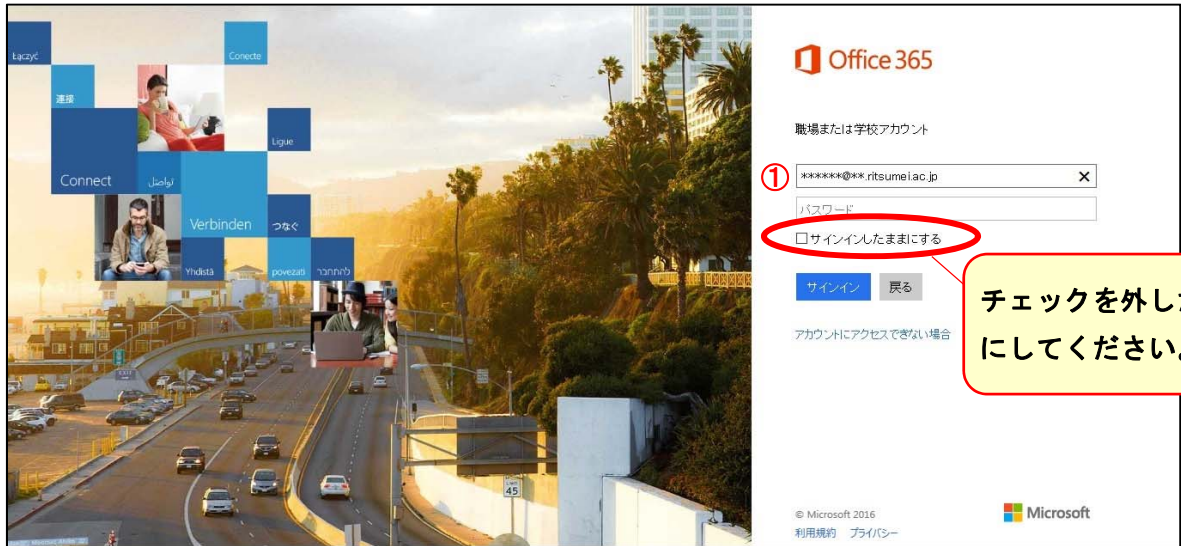 Łączyć
Conecte
連接
Ligue
Connect
تواصَل
Verbinden
つなぐ
Yhdistä
povezati
להתחבר
EXIT
SPEED
LIMIT
45
Office 365
職場または学校アカウント
①
******@**.ritsumei.ac.jp
パスワード
サインインしたままにする
サインイン 戻る
アカウントにアクセスできない場合
チェックを外した
にしてください。
© Microsoft 2016
利用規約 プライバシー
Microsoft